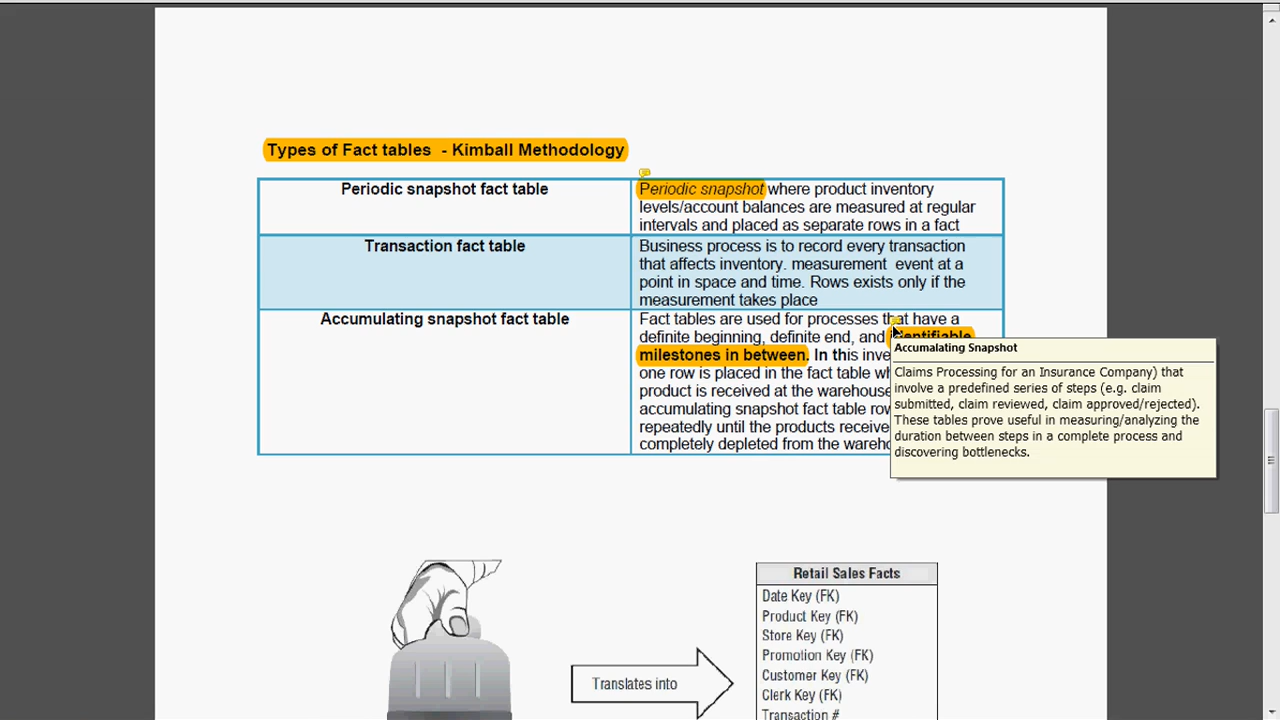 Types of Fact tables - Kimball Methodology
Periodic snapshot fact table
Periodic snapshot where product inventory
levels/account balances are measured at regular
intervals and placed as separate rows in a fact
Transaction fact table
Business process is to record every transaction
that affects inventory. measurement event at a
point in space and time. Rows exists only if the
measurement takes place
Accumulating snapshot fact table
Fact tables are used for processes that have a
definite beginning, definite end, and identifiable
milestones in between. In this inve
one row is placed in the fact table wh
product is received at the warehouse
accumulating snapshot fact table row
repeatedly until the products receive
completely depleted from the wareho
Accumalating Snapshot
Claims Processing for an Insurance Company) that
involve a predefined series of steps (e.g. claim
submitted, claim reviewed, claim approved/rejected).
These tables prove useful in measuring/analyzing the
duration between steps in a complete process and
discovering bottlenecks.
Translates into
Retail Sales Facts
Date Key (FK)
Product Key (FK)
Store Key (FK)
Promotion Key (FK)
Customer Key (FK)
Clerk Key (FK)
Transaction #